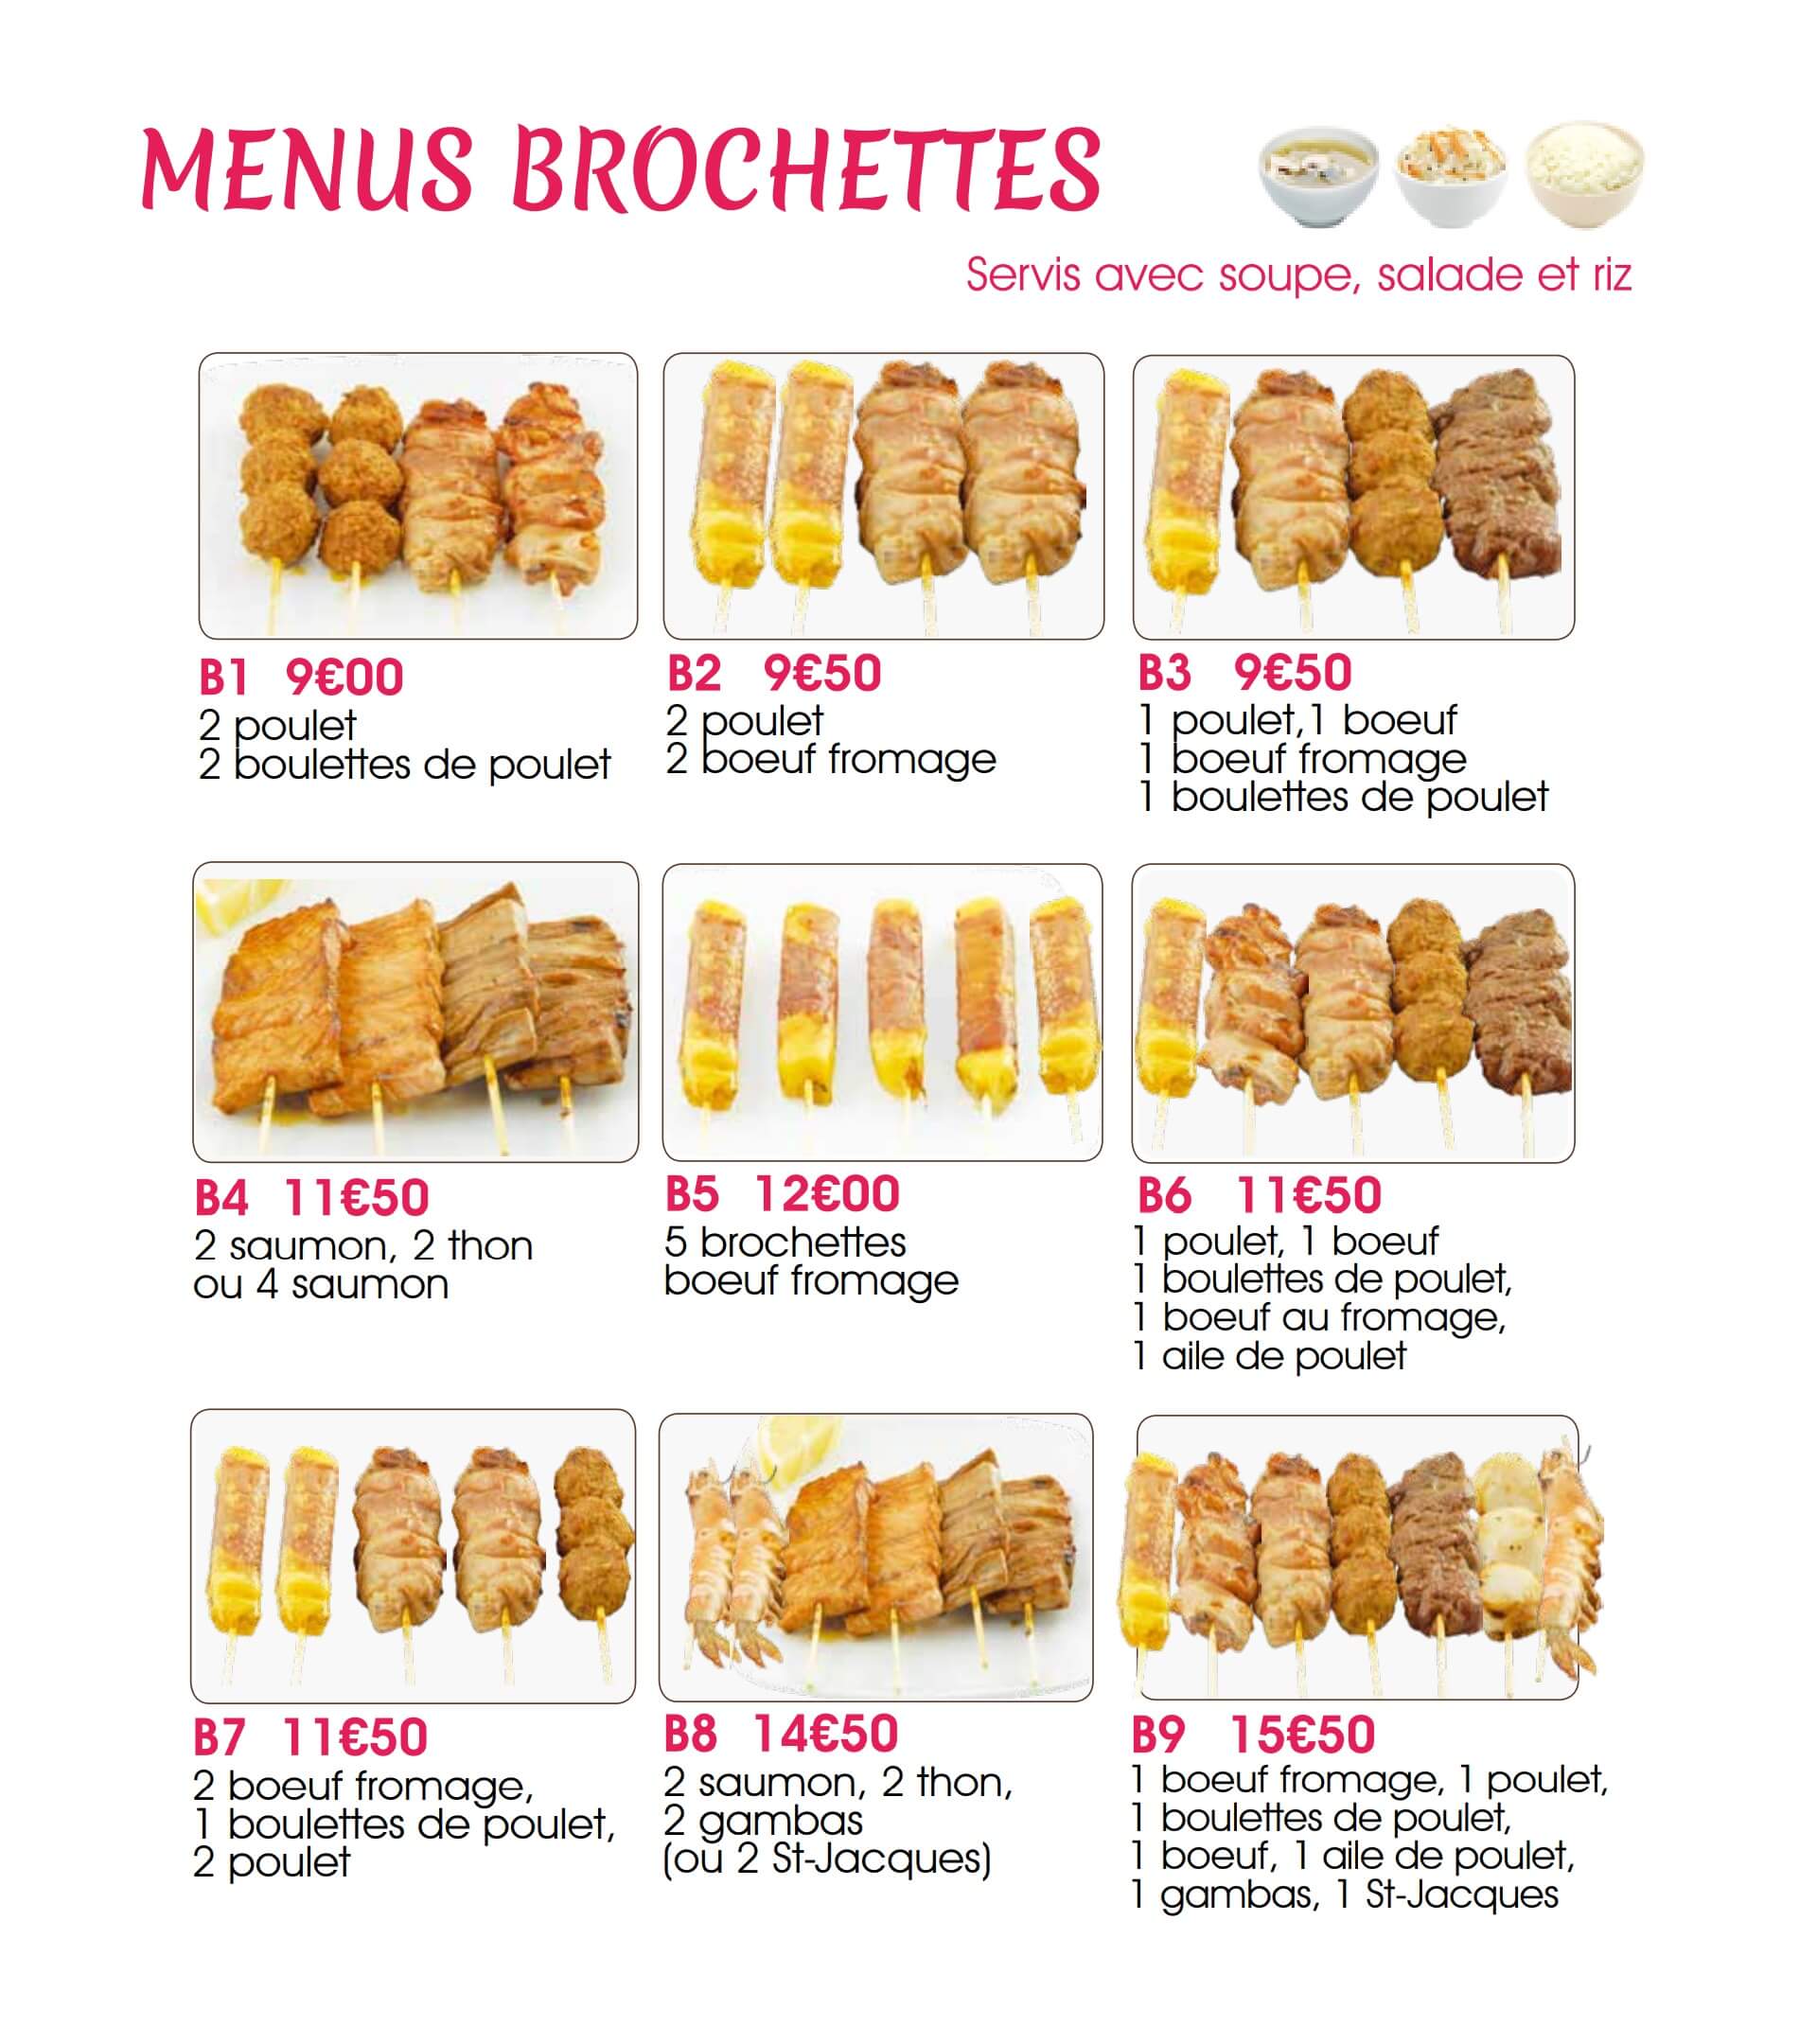 MENUS BROCHETTES
Servis avec soupe, salade et riz
B1 9€00
2 poulet
2 boulettes de poulet
B2 9€50
2 poulet
2 boeuf fromage
B3 9€50
1 poulet,1 boeuf
1 boeuf fromage
1 boulettes de poulet
B4 11€50
2 saumon, 2 thon
ou 4 saumon
B5 12€00
5 brochettes
boeuf fromage
B6 11€50
1 poulet, 1 boeuf
1 boulettes de poulet,
1 boeuf au fromage,
1 aile de poulet
B7 11€50
2 boeuf fromage,
1 boulettes de poulet,
2 poulet
B8 14€50
2 saumon, 2 thon,
2 gambas
(ou 2 St-Jacques)
B9 15€50
1 boeuf fromage, 1 poulet,
1 boulettes de poulet,
1 boeuf, 1 aile de poulet,
1 gambas, 1 St-Jacques